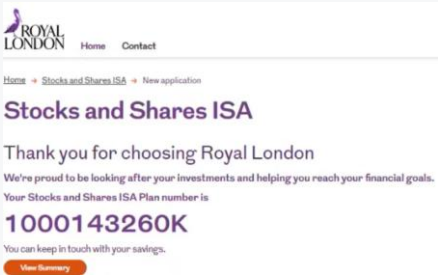 ROYAL
LONDON
Home Contact
Home → Stocks and Shares ISA → New application
Stocks and Shares ISA
Thank you for choosing Royal London
We're proud to be looking after your investments and helping you reach your financial goals.
Your Stocks and Shares ISA Plan number is
1000143260K
You can keep in touch with your savings.
View Summary